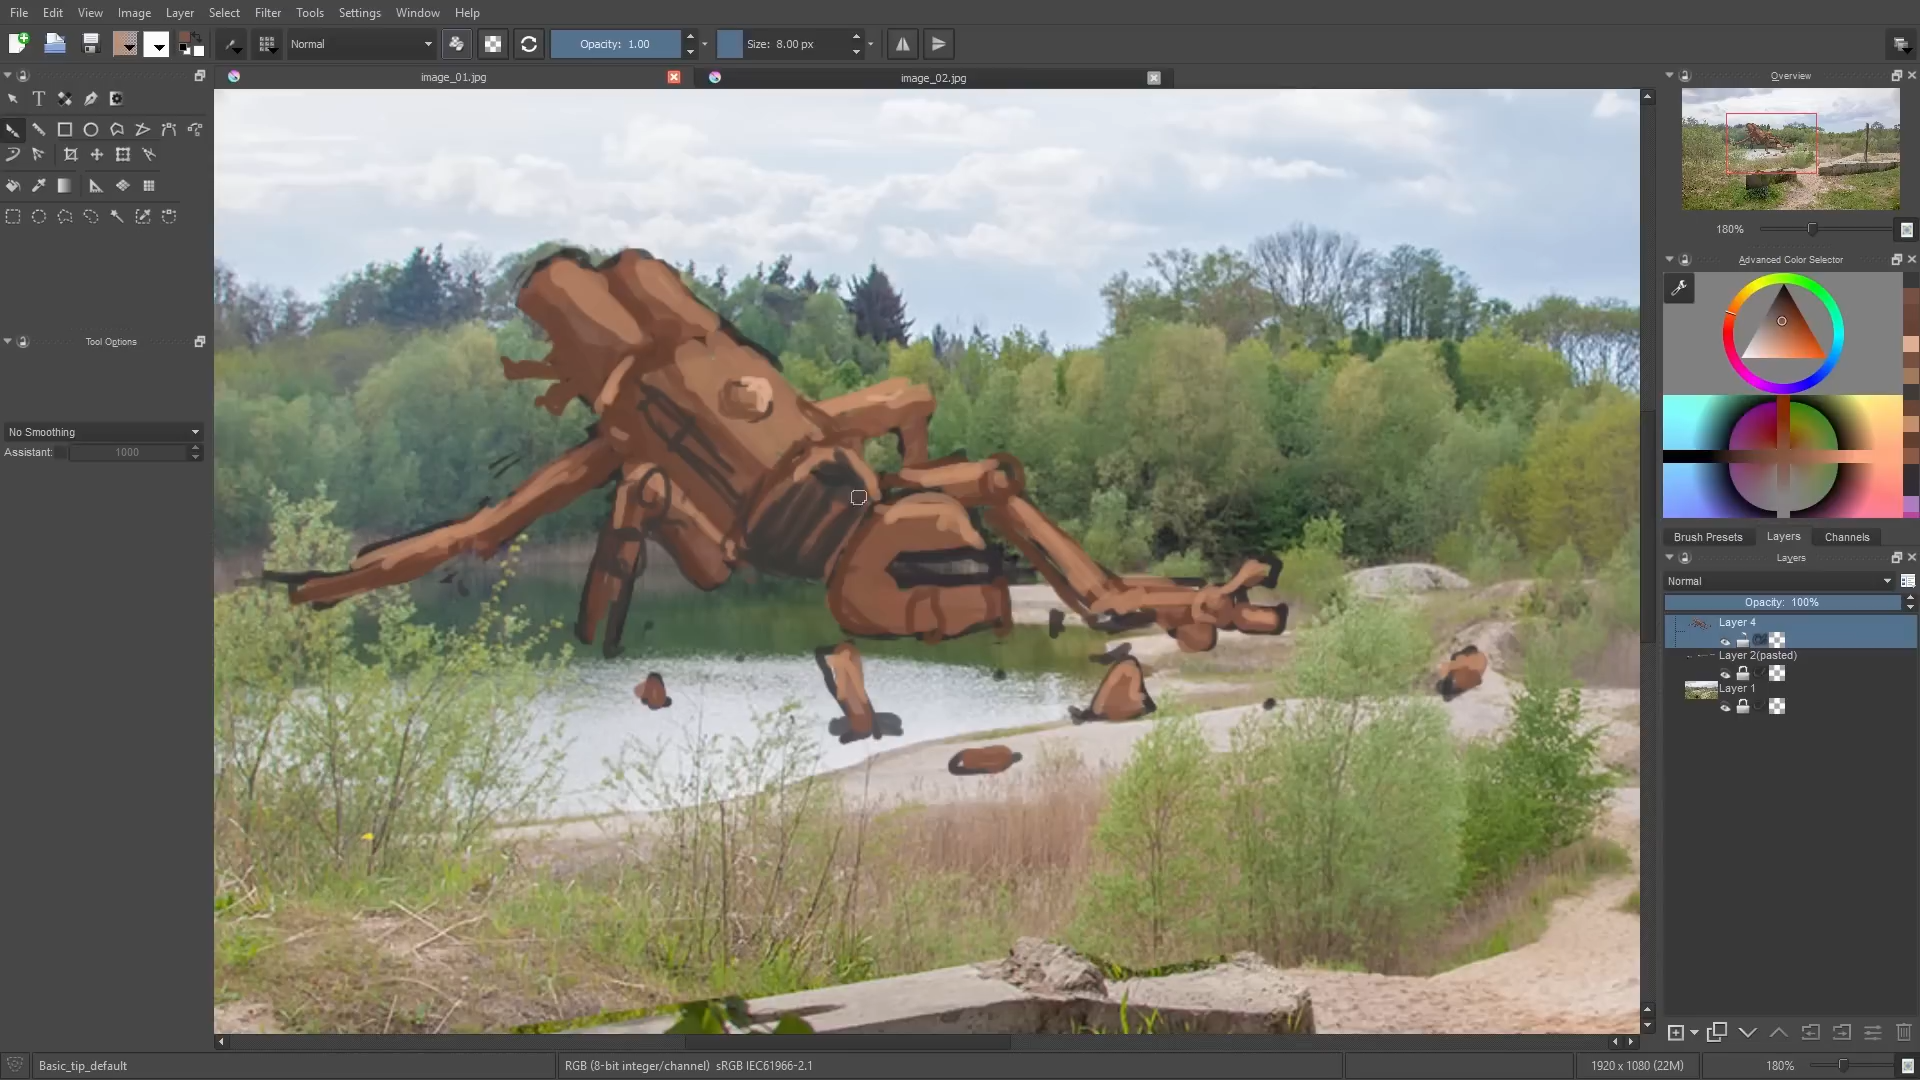 File Edit View Image Layer Select Filter Tools Settings Window Help
Normal Opacity: 1.00 Size: 8.00 px
image_01.jpg image_02.jpg
Overview
180%
Advanced Color Selector
Tool Options
No Smoothing
Assistant: 1000
Brush Presets Layers Channels
Layers
Normal
Opacity: 100%
Layer 4
Layer 2(pasted)
Layer 1
Basic_tip_default RGB (8-bit integer/channel) sRGB IEC61966-2.1 1920 x 1080 (22M) 180%